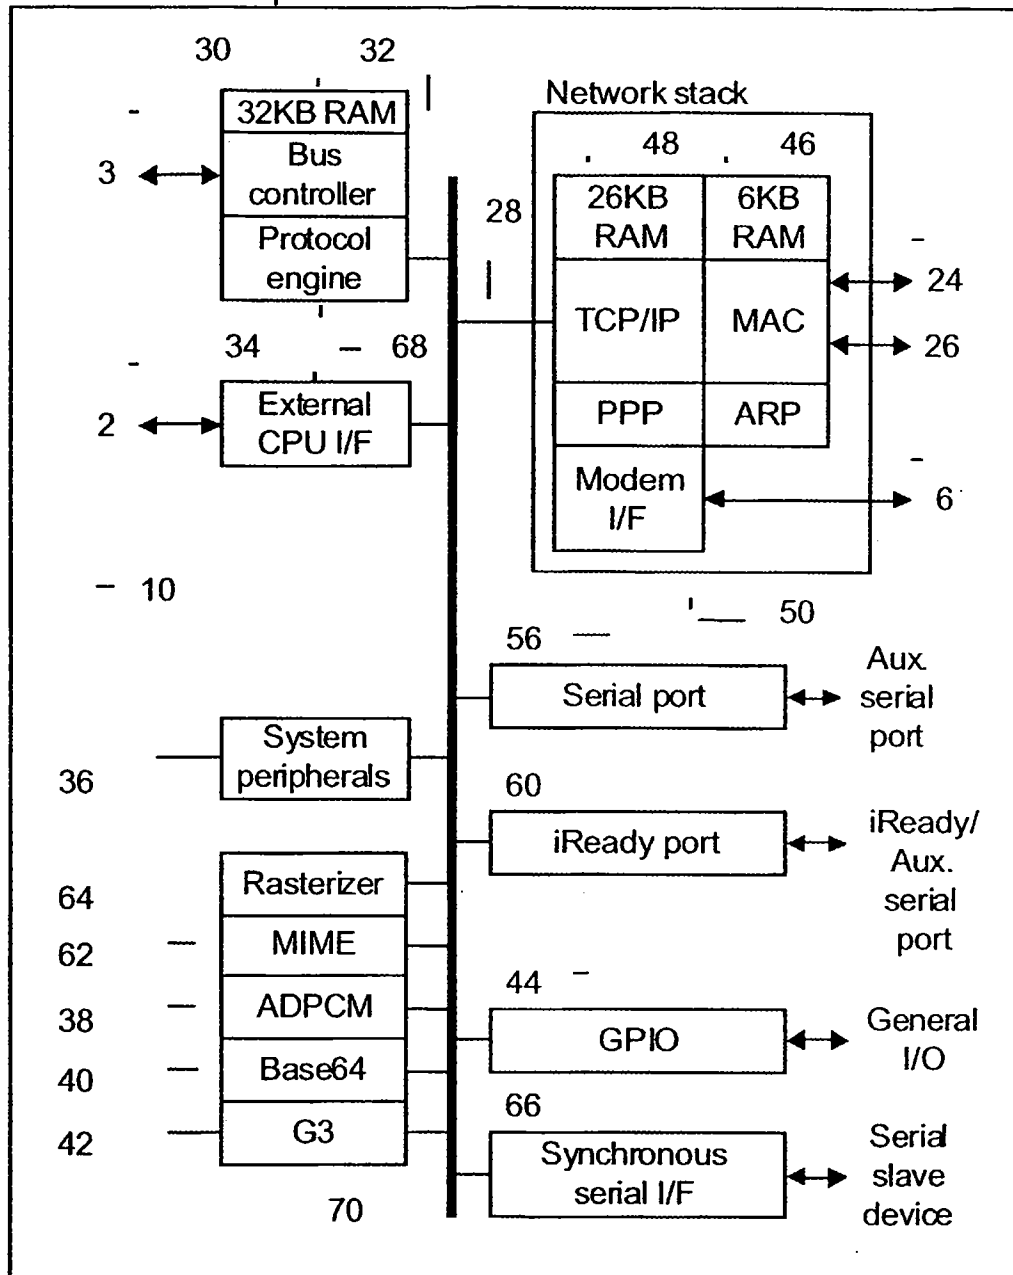 30
32
32KB RAM
Bus
controller
Protocol
engine
3
34
68
External
CPU I/F
2
10
Network stack
48
46
28
26KB
RAM
6KB
RAM
TCP/IP
MAC
PPP
ARP
Modem
I/F
24
26
6
50
System
peripherals
36
Rasterizer
MIME
ADPCM
Base64
G3
64
62
38
40
42
70
56
Serial port
Aux.
serial
port
60
iReady port
iReady/
Aux.
serial
port
44
GPIO
General
I/O
66
Synchronous
serial I/F
Serial
slave
device